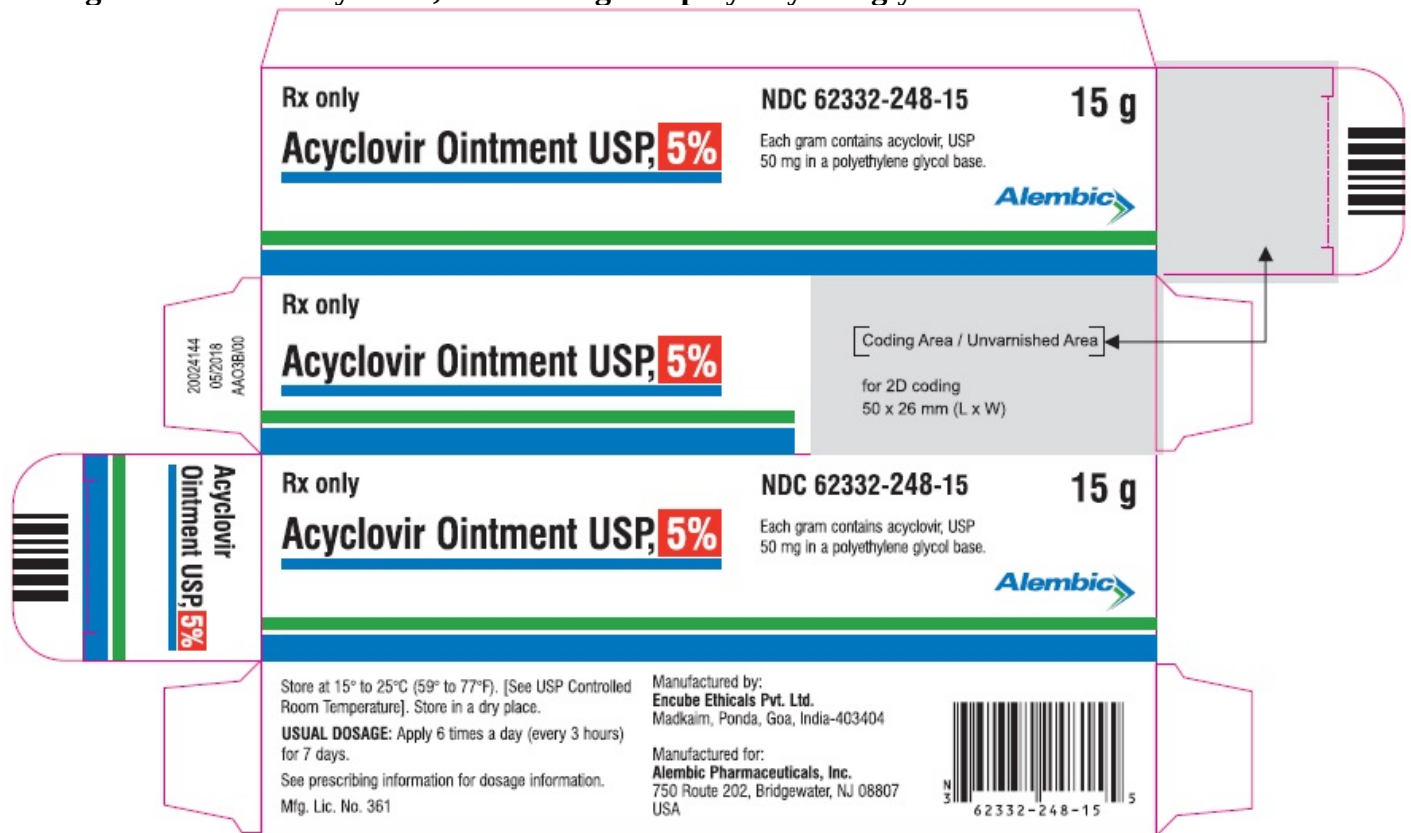 Rx only
Acyclovir Ointment USP, 5%
NDC 62332-248-15
15 g
Each gram contains acyclovir, USP
50 mg in a polyethylene glycol base.
Alembic
Rx only
Acyclovir Ointment USP, 5%
Coding Area / Unvarnished Area
for 2D coding
50 x 26 mm (L x W)
20024144
05/2018
AAO3B/00
Acyclovir
Ointment USP, 5%
Rx only
Acyclovir Ointment USP, 5%
NDC 62332-248-15
15 g
Each gram contains acyclovir, USP
50 mg in a polyethylene glycol base.
Alembic
Store at 15° to 25°C (59° to 77°F). [See USP Controlled
Room Temperature]. Store in a dry place.
USUAL DOSAGE: Apply 6 times a day (every 3 hours)
for 7 days.
See prescribing information for dosage information.
Mfg. Lic. No. 361
Manufactured by:
Encube Ethicals Pvt. Ltd.
Madkaim, Ponda, Goa, India-403404
Manufactured for:
Alembic Pharmaceuticals, Inc.
750 Route 202, Bridgewater, NJ 08807
USA
N
3
62332-248-15
5